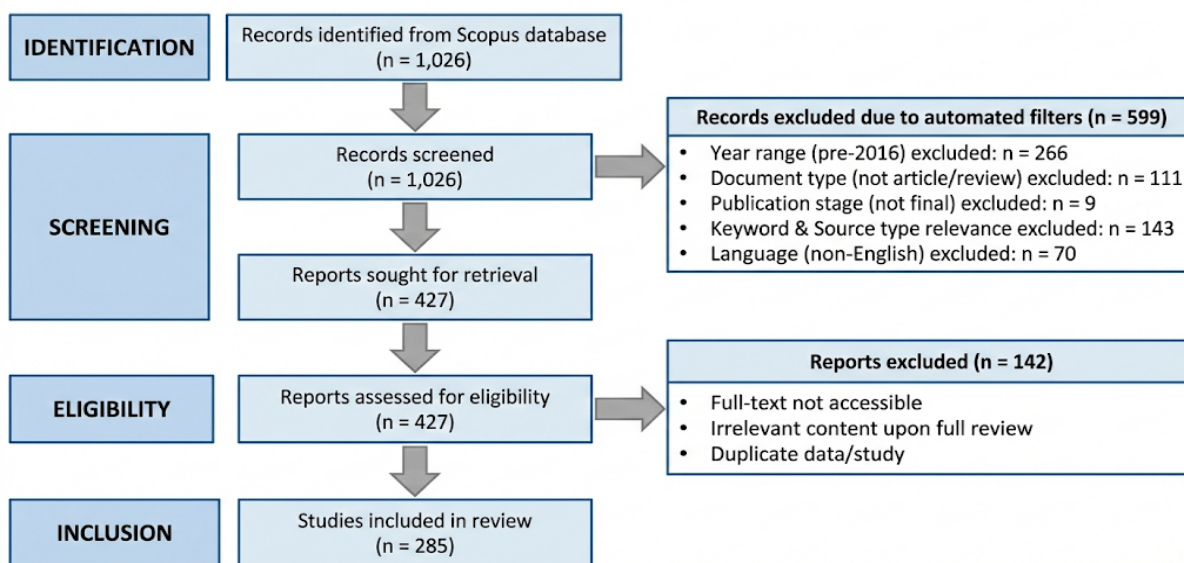 IDENTIFICATION
Records identified from Scopus database
(n = 1,026)
SCREENING
Records screened
(n = 1,026)
Records excluded due to automated filters (n = 599)
• Year range (pre-2016) excluded: n = 266
• Document type (not article/review) excluded: n = 111
• Publication stage (not final) excluded: n = 9
• Keyword & Source type relevance excluded: n = 143
• Language (non-English) excluded: n = 70
Reports sought for retrieval
(n = 427)
ELIGIBILITY
Reports assessed for eligibility
(n = 427)
Reports excluded (n = 142)
• Full-text not accessible
• Irrelevant content upon full review
• Duplicate data/study
INCLUSION
Studies included in review
(n = 285)